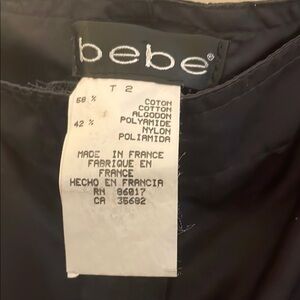 bebe®
T 2
58 % COTON
COTTON
ALGODON
42 % POLYAMIDE
NYLON
POLIAMIDA
MADE IN FRANCE
FABRIQUE EN
FRANCE
HECHO EN FRANCIA
RN 86017
CA 35682